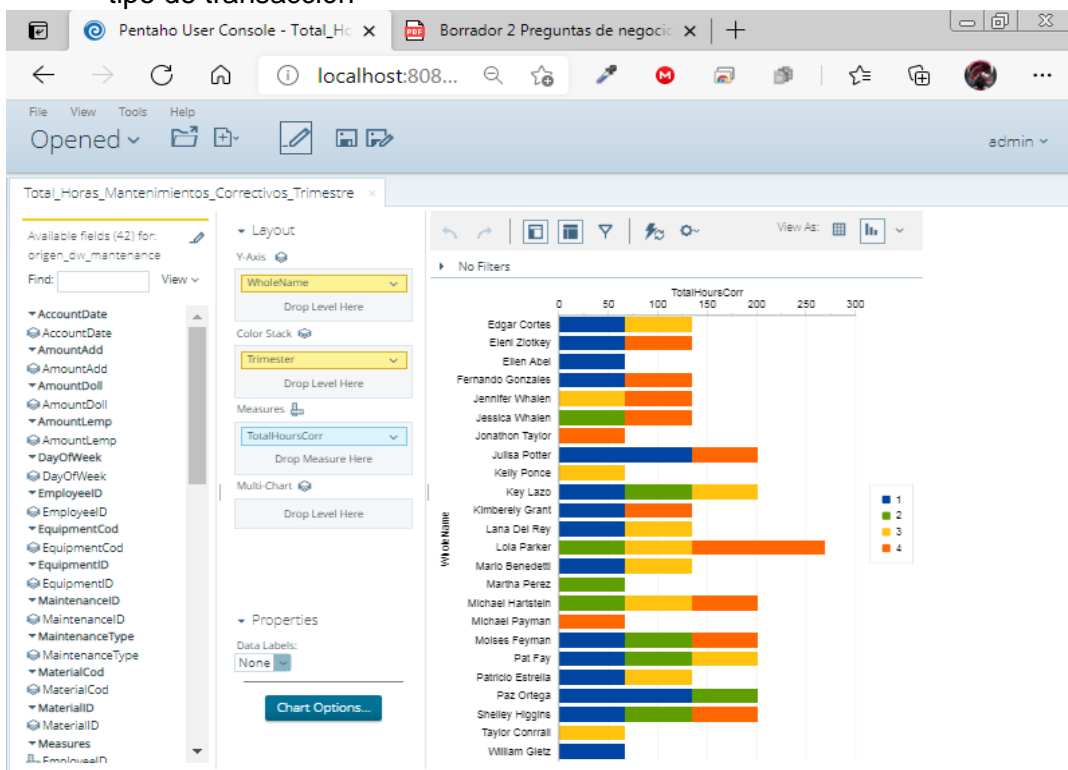 tipo de transacción
Pentaho User Console - Total_Ho
Borrador 2 Preguntas de negocio
localhost:808...
File View Tools Help
Opened
admin
Total_Horas_Mantenimientos_Correctivos_Trimestre
Available fields (42) for:
origen_dw_mantenance
Find:
View
AccountDate
AccountDate
AmountAdd
AmountAdd
AmountDoll
AmountDoll
AmountLemp
AmountLemp
DayOfWeek
DayOfWeek
EmployeeID
EmployeeID
EquipmentCod
EquipmentCod
EquipmentID
EquipmentID
MaintenanceID
MaintenanceID
MaintenanceType
MaintenanceType
MaterialCod
MaterialCod
MaterialID
MaterialID
Measures
EmployeeID
Layout
Y-Axis
WholeName
Drop Level Here
Color Stack
Trimester
Drop Level Here
Measures
TotalHoursCorr
Drop Measure Here
Multi-Chart
Drop Level Here
Properties
Data Labels:
None
Chart Options...
View As:
No Filters
TotalHoursCorr
0 50 100 150 200 250 300
WholeName
Edgar Cortes
Eleni Zlotkey
Ellen Abel
Fernando Gonzales
Jennifer Whalen
Jessica Whalen
Jonathon Taylor
Julisa Potter
Kelly Ponce
Key Lazo
Kimberely Grant
Lana Del Rey
Lola Parker
Mario Benedetti
Martha Perez
Michael Hartstein
Michael Payman
Moises Feyman
Pat Fay
Patricio Estrella
Paz Ortega
Shelley Higgins
Taylor Conrrail
William Gietz
1
2
3
4